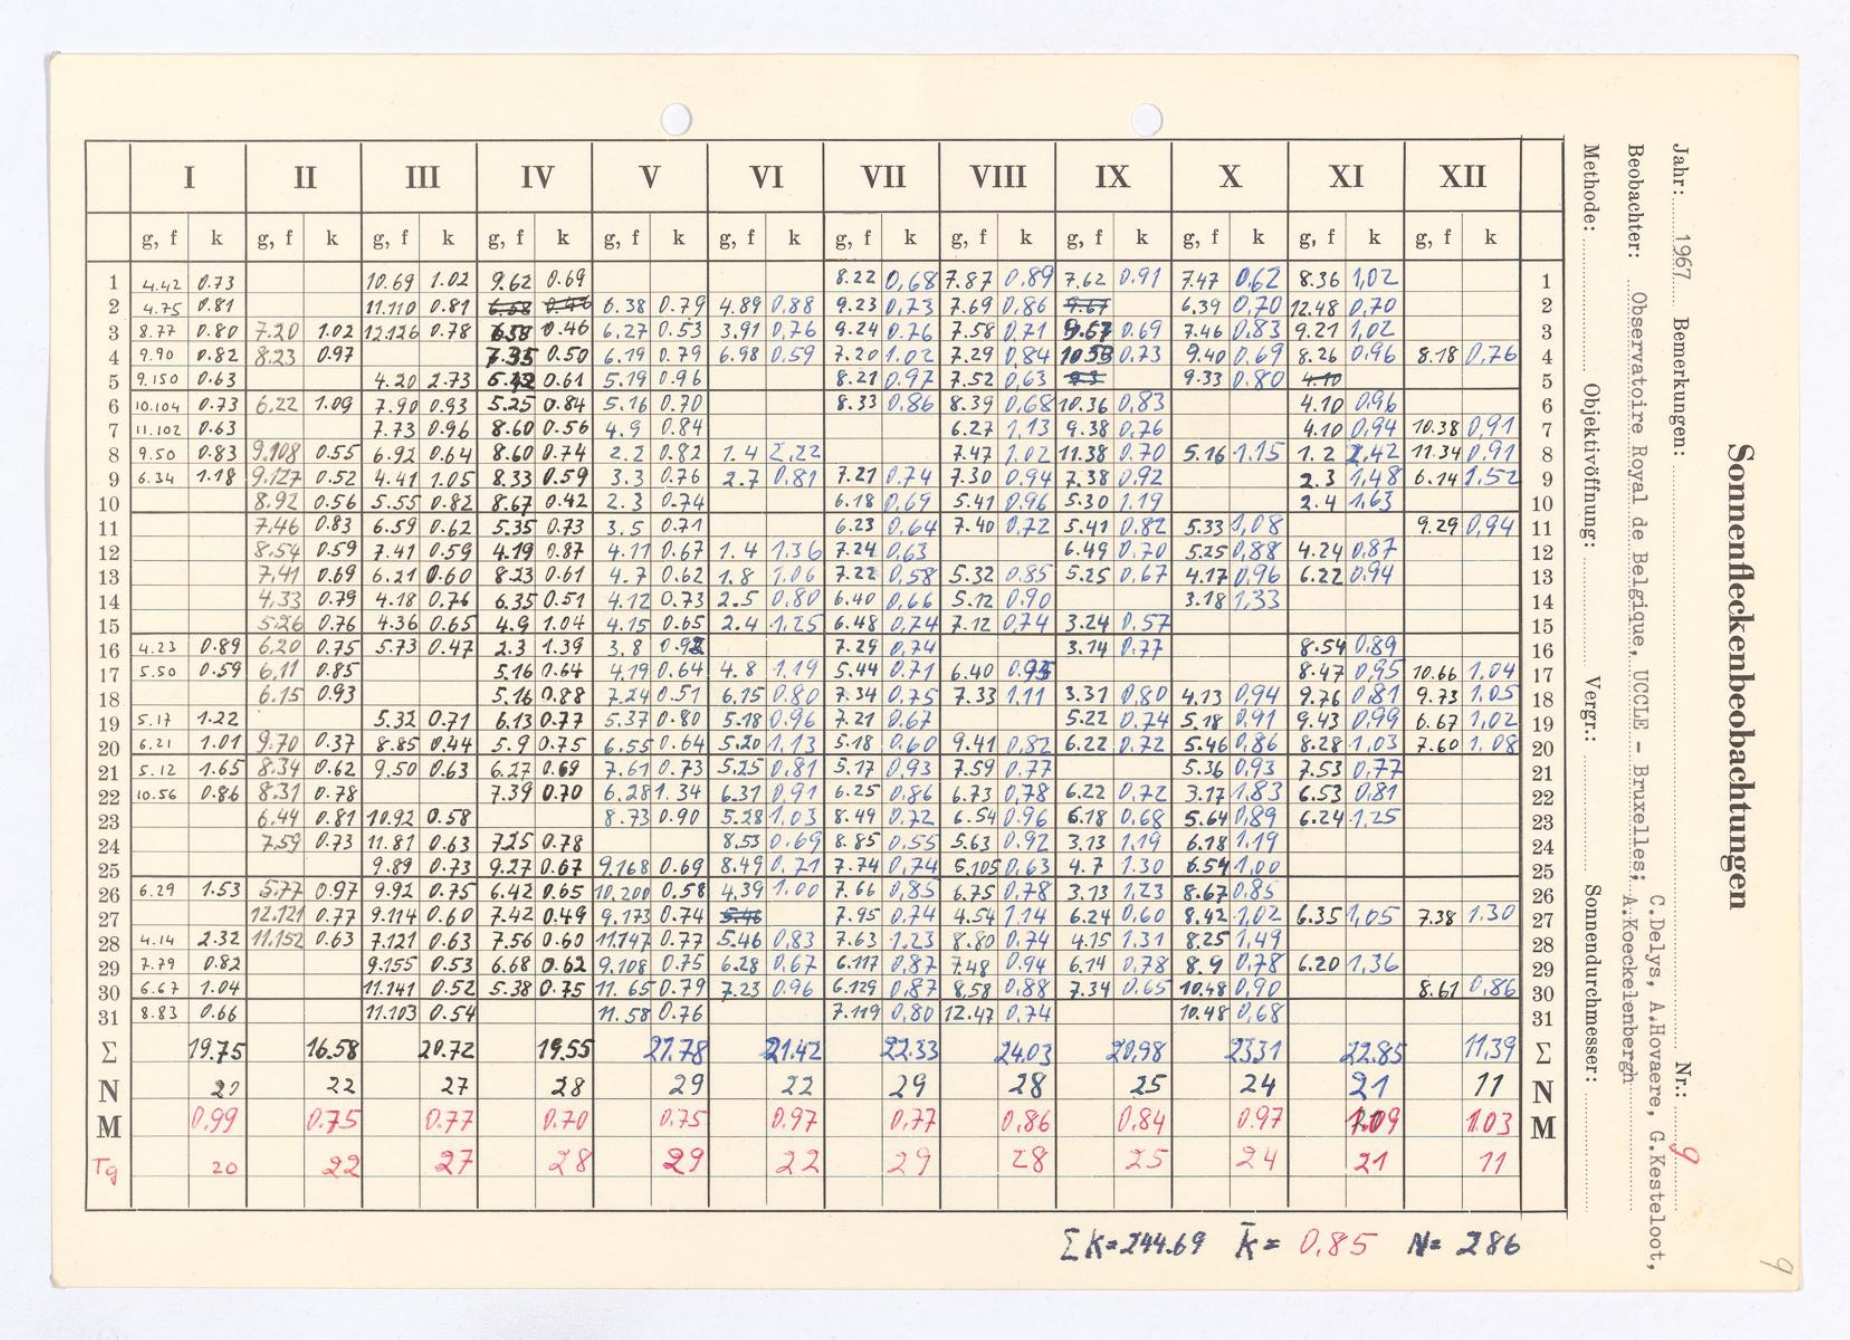 I II III IV V VI VII VIII IX X XI XII
g, f k g, f k g, f k g, f k g, f k g, f k g, f k g, f k g, f k g, f k g, f k g, f k
1 4.42 0.73 10.69 1.02 9.62 0.69 8.22 0,68 7.87 0,89 7,62 0,91 7.47 0,62 8.36 1,02 1
2 4.75 0.81 11.110 0.81 6.38 0.79 4.89 0,88 9.23 0,73 7.69 0,86 6.39 0,70 12.48 0,70 2
3 8.77 0.80 7.20 1.02 12.126 0.78 6.58 0.46 6.27 0.53 3.91 0,76 9.24 0.76 7.58 0,71 9.67 0.69 7.46 0,83 9.21 1,02 3
4 9.90 0.82 8.23 0.97 7.35 0.50 6.19 0.79 6.98 0,59 7.20 1.02 7.29 0,84 10.58 0,73 9.40 0,69 8.26 0,96 8.18 0,76 4
5 9.150 0.63 4.20 2.73 6.42 0.61 5.19 0.96 8.21 0.97 7.52 0,63 9.33 0.80 5
6 10.104 0.73 6.22 1.09 7.90 0.93 5.25 0.84 5.16 0.70 8.33 0,86 8.39 0,68 10.36 0,83 4.10 0,96 6
7 11.102 0.63 7.73 0.96 8.60 0.56 4.9 0.84 6.27 1,13 9.38 0,76 4.10 0,94 10.38 0,91 7
8 9.50 0.83 9.108 0.55 6.92 0.64 8.60 0.74 2.2 0.82 1.4 2,22 7.47 1.02 11.38 0,70 5.16 1,15 1.2 2,42 11.34 0,91 8
9 6.34 1.18 9.127 0.52 4.41 1.05 8.33 0.59 3.3 0.76 2.7 0,81 7.21 0,74 7.30 0,94 7.38 0,92 2.3 1,48 6.14 1,52 9
10 8.92 0.56 5.55 0.82 8.67 0.42 2.3 0.74 6.18 0,69 5.41 0,96 5.30 1.19 2.4 1,63 10
11 7.46 0.83 6.59 0.62 5.35 0.73 3.5 0.71 6.23 0,64 7.40 0,72 5.41 0,82 5.33 1,08 9.29 0,94 11
12 8.54 0.59 7.41 0.59 4.19 0.87 4.11 0.67 1.4 1.36 7.24 0,63 6.49 0.70 5.25 0,88 4.24 0,87 12
13 7.41 0.69 6.21 0.60 8.23 0.61 4.7 0.62 1.8 1.06 7.22 0,58 5.32 0.85 5.25 0,67 4.17 0,96 6.22 0,94 13
14 4.33 0.79 4.18 0.76 6.35 0.51 4.12 0.73 2.5 0,80 6.40 0,66 5.12 0,90 3.18 1,33 14
15 5.26 0.76 4.36 0.65 4.9 1.04 4.15 0.65 2.4 1,25 6.48 0,74 7.12 0,74 3.24 0,57 15
16 4.23 0.89 6.20 0.75 5.73 0.47 2.3 1.39 3.8 0.92 7.29 0,74 3.14 0,77 8.54 0,89 16
17 5.50 0.59 6.11 0.85 5.16 0.64 4.19 0.64 4.8 1,19 5.44 0.71 6.40 0.95 8.47 0,95 10.66 1.04 17
18 6.15 0.93 5.16 0.88 7.24 0.51 6.15 0.80 7.34 0,75 7.33 1.11 3.31 0,80 4.13 0,94 9.76 0,81 9.73 1.05 18
19 5.17 1.22 5.32 0.71 6.13 0.77 5.37 0.80 5.18 0,96 7.21 0.67 5.22 0,74 5.18 0,91 9.43 0,99 6.67 1,02 19
20 6.21 1.01 9.70 0.37 8.85 0.44 5.9 0.75 6.55 0.64 5.20 1.13 5.18 0,60 9.41 0,82 6.22 0,72 5.46 0,86 8.28 1,03 7.60 1.08 20
21 5.12 1.65 8.34 0.62 9.50 0.63 6.27 0.69 7.61 0.73 5.25 0,81 5.17 0,93 7.59 0,77 5.36 0,93 7.53 0,77 21
22 10.56 0.86 8.31 0.78 7.39 0.70 6.28 1.34 6.31 0,91 6.25 0,86 6.73 0,78 6.22 0,72 3.17 1,83 6.53 0,81 22
23 6.44 0.81 10.92 0.58 8.73 0.90 5.28 1,03 8.49 0,72 6.54 0.96 6.18 0,68 5.64 0,89 6.24 1,25 23
24 7.59 0.73 11.81 0.63 7.25 0.78 8.53 0.69 8.85 0,55 5.63 0,92 3.13 1,19 6.18 1.19 24
25 9.89 0.73 9.27 0.67 9.168 0.69 8.49 0,71 7.74 0,74 5.105 0,63 4.7 1.30 6.54 1,00 25
26 6.29 1.53 5.77 0.97 9.92 0.75 6.42 0.65 10.200 0.58 4.39 1.00 7.66 0,85 6.75 0,78 3.13 1,23 8.67 0,85 26
27 12.121 0.77 9.114 0.60 7.42 0.49 9.173 0.74 7.95 0,74 4.54 1.14 6.24 0,60 8.42 1,02 6.35 1,05 7.38 1.30 27
28 4.14 2.32 11.152 0.63 7.121 0.63 7.56 0.60 11.147 0.77 5.46 0,83 7.63 1.23 8.80 0.74 4.15 1.31 8.25 1,49 28
29 7.79 0.82 9.155 0.53 6.68 0.62 9.108 0.75 6.28 0,67 6.117 0,87 7.48 0.94 6.14 0,78 8.9 0,78 6.20 1,36 29
30 6.67 1.04 11.141 0.52 5.38 0.75 11.65 0.79 7.23 0,96 6.129 0,87 8.58 0,88 7.34 0.65 10.48 0,90 8.61 0,86 30
31 8.83 0.66 11.103 0.54 11.58 0.76 7.119 0,80 12.47 0,74 10.48 0,68 31
Σ 19.75 16.58 20.72 19.55 21.78 21.42 22.33 24.03 20,98 23.31 22.85 11,39 Σ
N 20 22 27 28 29 22 29 28 25 24 21 11 N
M 0,99 0.75 0.77 0.70 0,75 0.97 0,77 0,86 0,84 0.97 1.09 1.03 M
Tg 20 22 27 28 29 22 29 28 25 24 21 11
Σ K = 244.69 k̄ = 0,85 N = 286
Sonnenfleckenbeobachtungen
Jahr: 1967 Bemerkungen: Nr.: 9
Beobachter: Observatoire Royal de Belgique, UCCLE - Bruxelles; C.Delys, A.Hovaere, G.Kesteloot,
A.Koeckelenbergh
Methode: Objektivöffnung: Vergr.: Sonnendurchmesser:
9